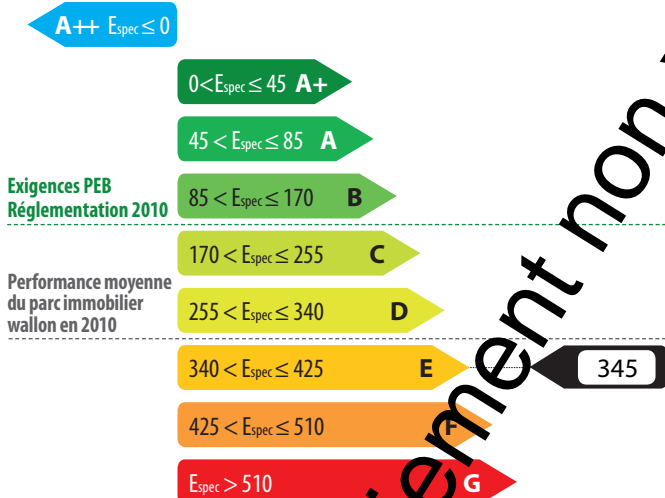 A++ Espec ≤ 0
0<Espec ≤ 45 A+
45 < Espec ≤ 85 A
Exigences PEB
Réglementation 2010
85 < Espec ≤ 170 B
170 < Espec ≤ 255 C
Performance moyenne
du parc immobilier
wallon en 2010
255 < Espec ≤ 340 D
340 < Espec ≤ 425 E
345
425 < Espec ≤ 510 F
Espec > 510 G
non